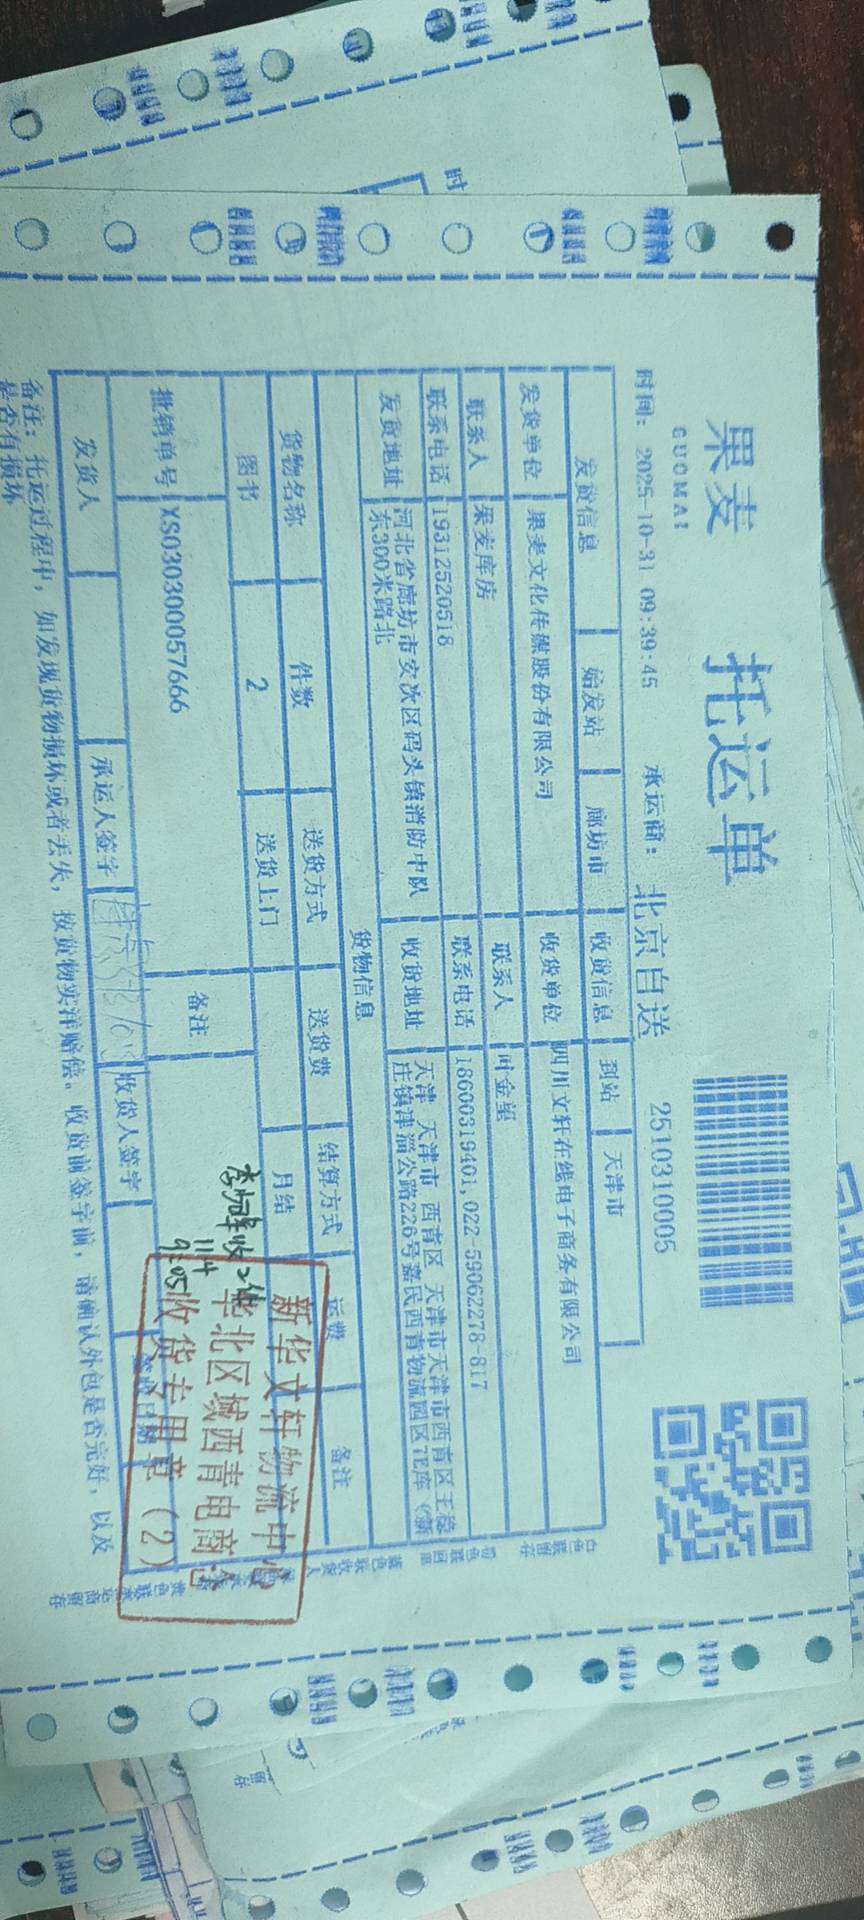 果麦
GUOMAI
托运单
2510310005
时间： 2025-10-31 09:39:45
承运商： 北京自送
发货信息 始发站 廊坊市 收货信息 到站 天津市
发货单位 果麦文化传媒股份有限公司 收货单位 四川文轩在线电子商务有限公司
联系人 果麦库房 联系人 叶金玺
联系电话 19312520518 联系电话 18600319401,022-59062278-817
发货地址 河北省廊坊市安次区码头镇消防中队
东300米路北
收货地址 天津 天津市 西青区 天津市天津市西青区王稳
庄镇津淄公路226号嘉民西青物流园区7E库（新
货物信息
货物名称 件数 送货方式 送货费 结算方式 运费 备注
图书 2 送货上门 月结
批销单号 XS030300057666 备注
李 收2件
11.4
9:05
发货人 承运人签字 收货人签字
新华文轩物流中心
华北区域西青电商仓
收货专用章（2）
备注：托运过程中，如发现货物损坏或者丢失，按货物实洋赔偿。收货前签字前，请确认外包是否完好，以及
是否有损坏